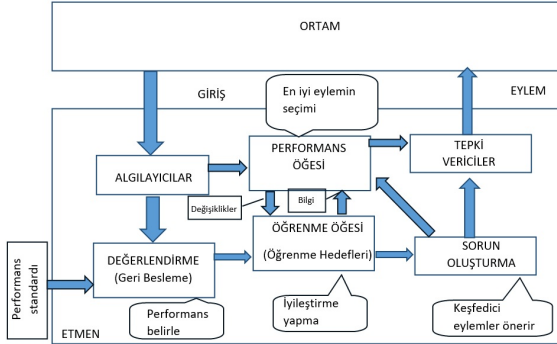 ORTAM
GİRİŞ
EYLEM
En iyi eylemin
seçimi
ALGILAYICILAR
PERFORMANS
ÖĞESİ
TEPKİ
VERİCİLER
Değişiklikler
Bilgi
DEĞERLENDİRME
(Geri Besleme)
ÖĞRENME ÖĞESİ
(Öğrenme Hedefleri)
SORUN
OLUŞTURMA
Performans
standardı
Performans
belirle
İyileştirme
yapma
Keşfedici
eylemler önerir
ETMEN